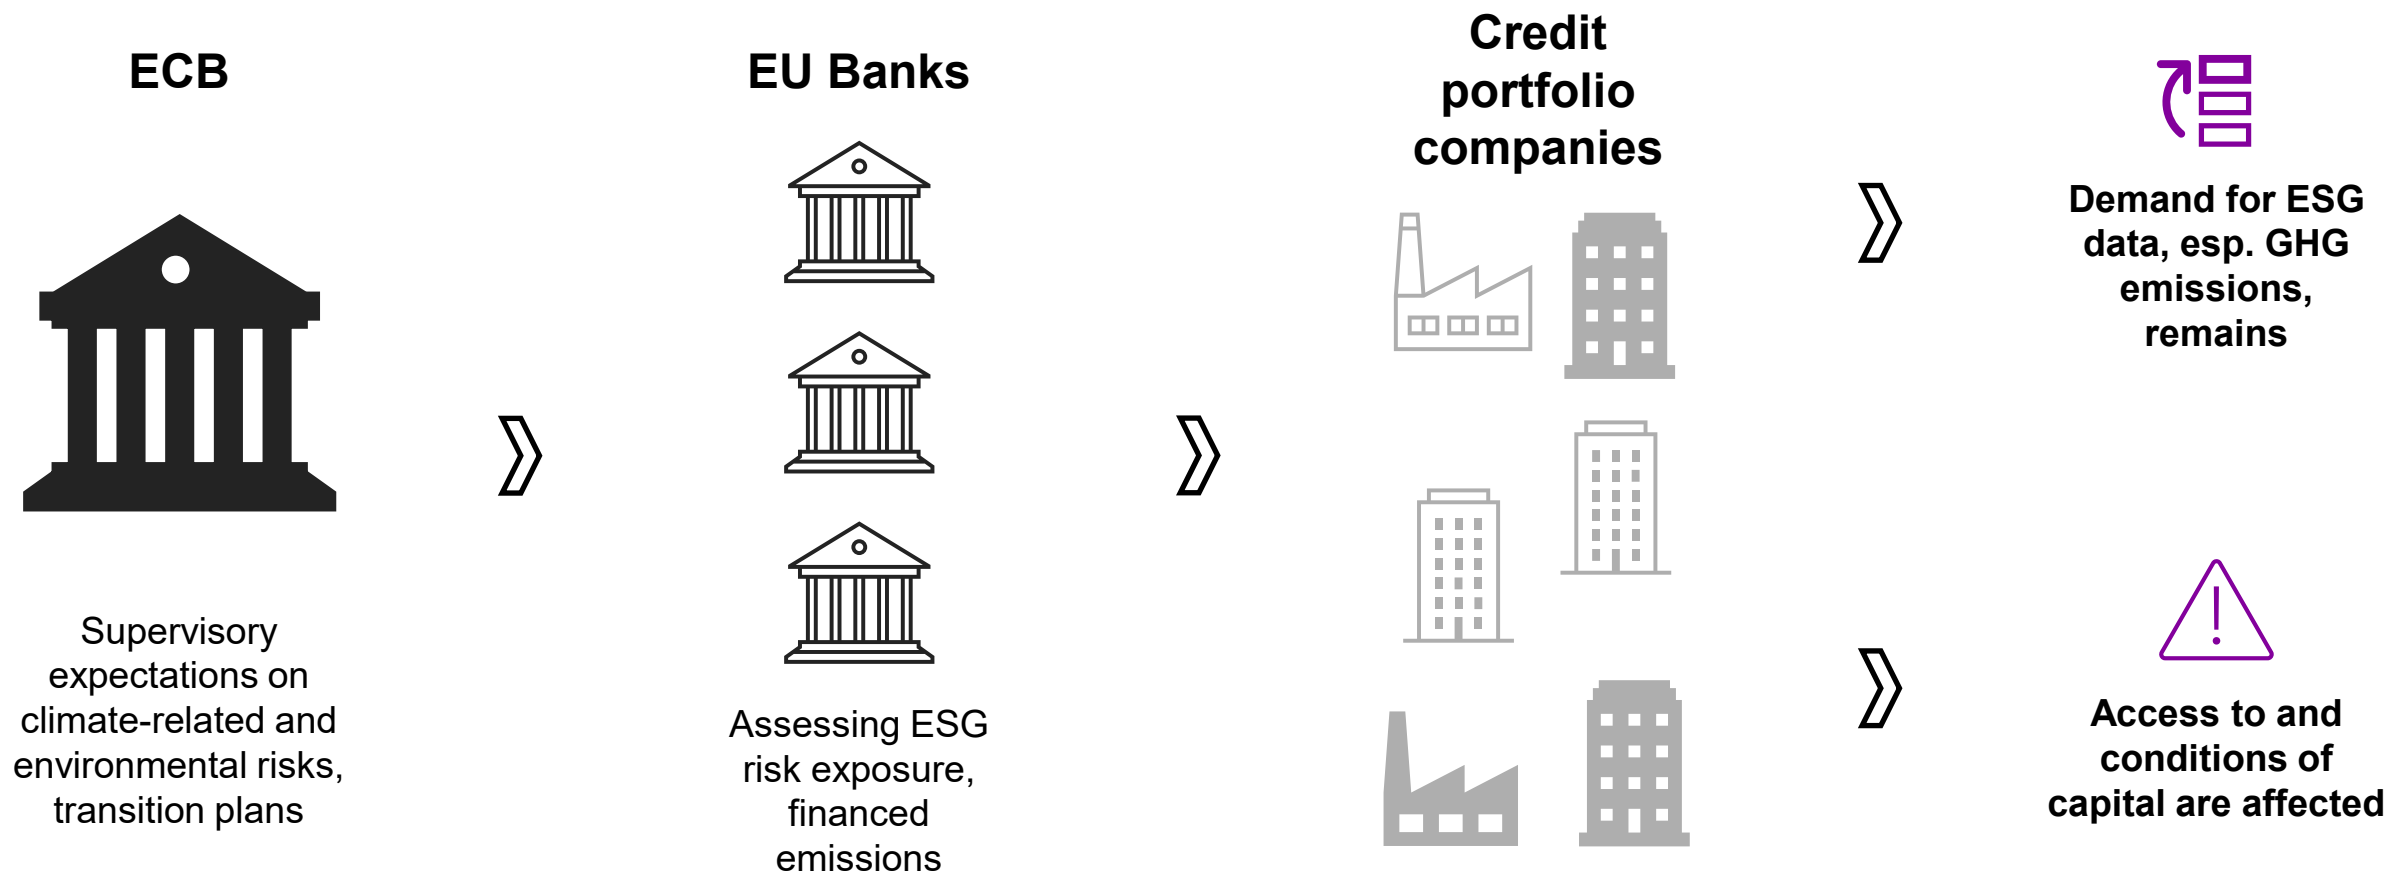 ECB
Supervisory
expectations on
climate-related and
environmental risks,
transition plans
EU Banks
Assessing ESG
risk exposure,
financed
emissions
Credit
portfolio
companies
Demand for ESG
data, esp. GHG
emissions,
remains
Access to and
conditions of
capital are affected